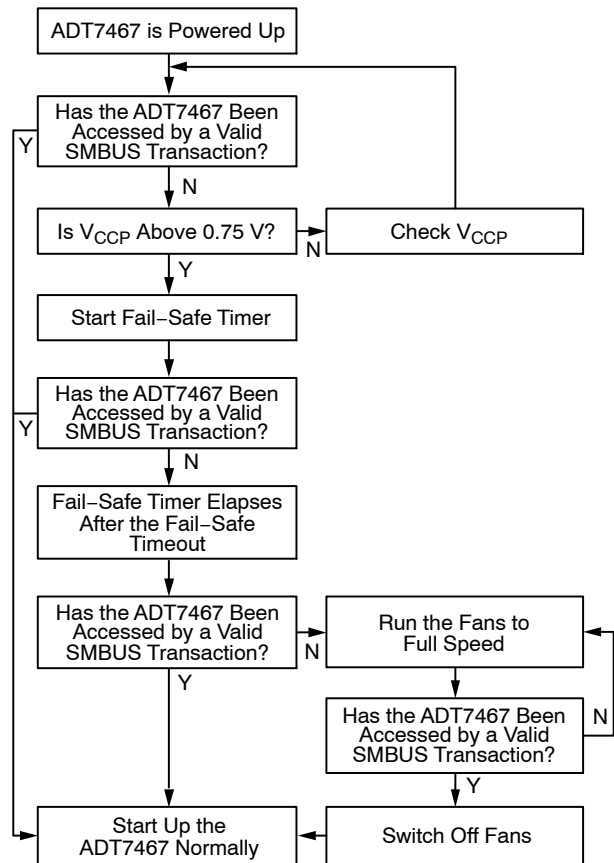 ADT7467 is Powered Up
Has the ADT7467 Been
Accessed by a Valid
SMBUS Transaction?
Y
N
Is VCCP Above 0.75 V?
N
Check VCCP
Y
Start Fail−Safe Timer
Has the ADT7467 Been
Accessed by a Valid
SMBUS Transaction?
Y
N
Fail−Safe Timer Elapses
After the Fail−Safe
Timeout
Has the ADT7467 Been
Accessed by a Valid
SMBUS Transaction?
N
Y
Run the Fans to
Full Speed
Has the ADT7467 Been
Accessed by a Valid
SMBUS Transaction?
N
Y
Start Up the
ADT7467 Normally
Switch Off Fans